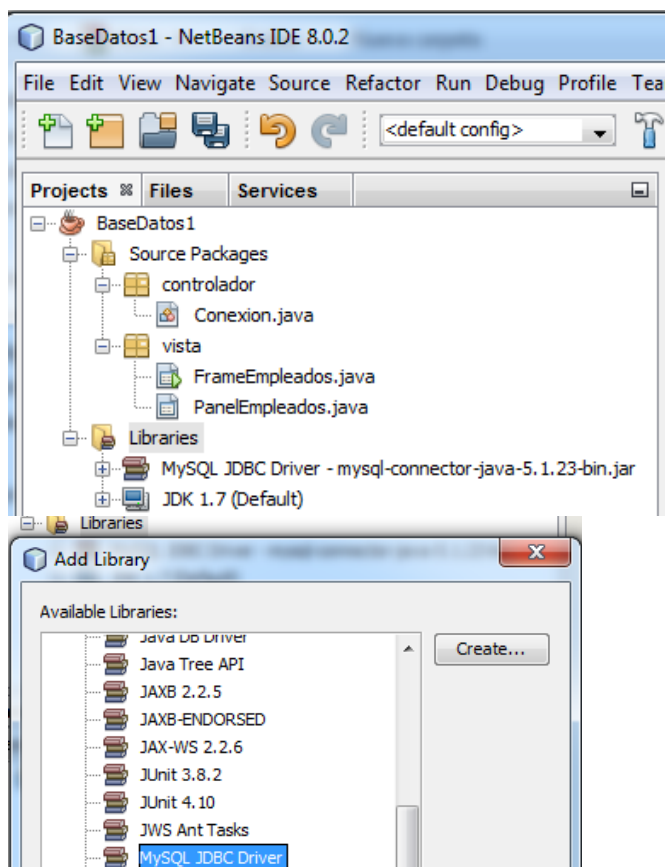 BaseDatos1 - NetBeans IDE 8.0.2
File Edit View Navigate Source Refactor Run Debug Profile Tea
<default config>
Projects Files Services
BaseDatos1
Source Packages
controlador
Conexion.java
vista
FrameEmpleados.java
PanelEmpleados.java
Libraries
MySQL JDBC Driver - mysql-connector-java-5.1.23-bin.jar
JDK 1.7 (Default)
Libraries
Add Library
Available Libraries:
Java DB Driver
Create...
Java Tree API
JAXB 2.2.5
JAXB-ENDORSED
JAX-WS 2.2.6
JUnit 3.8.2
JUnit 4.10
JWS Ant Tasks
MySQL JDBC Driver